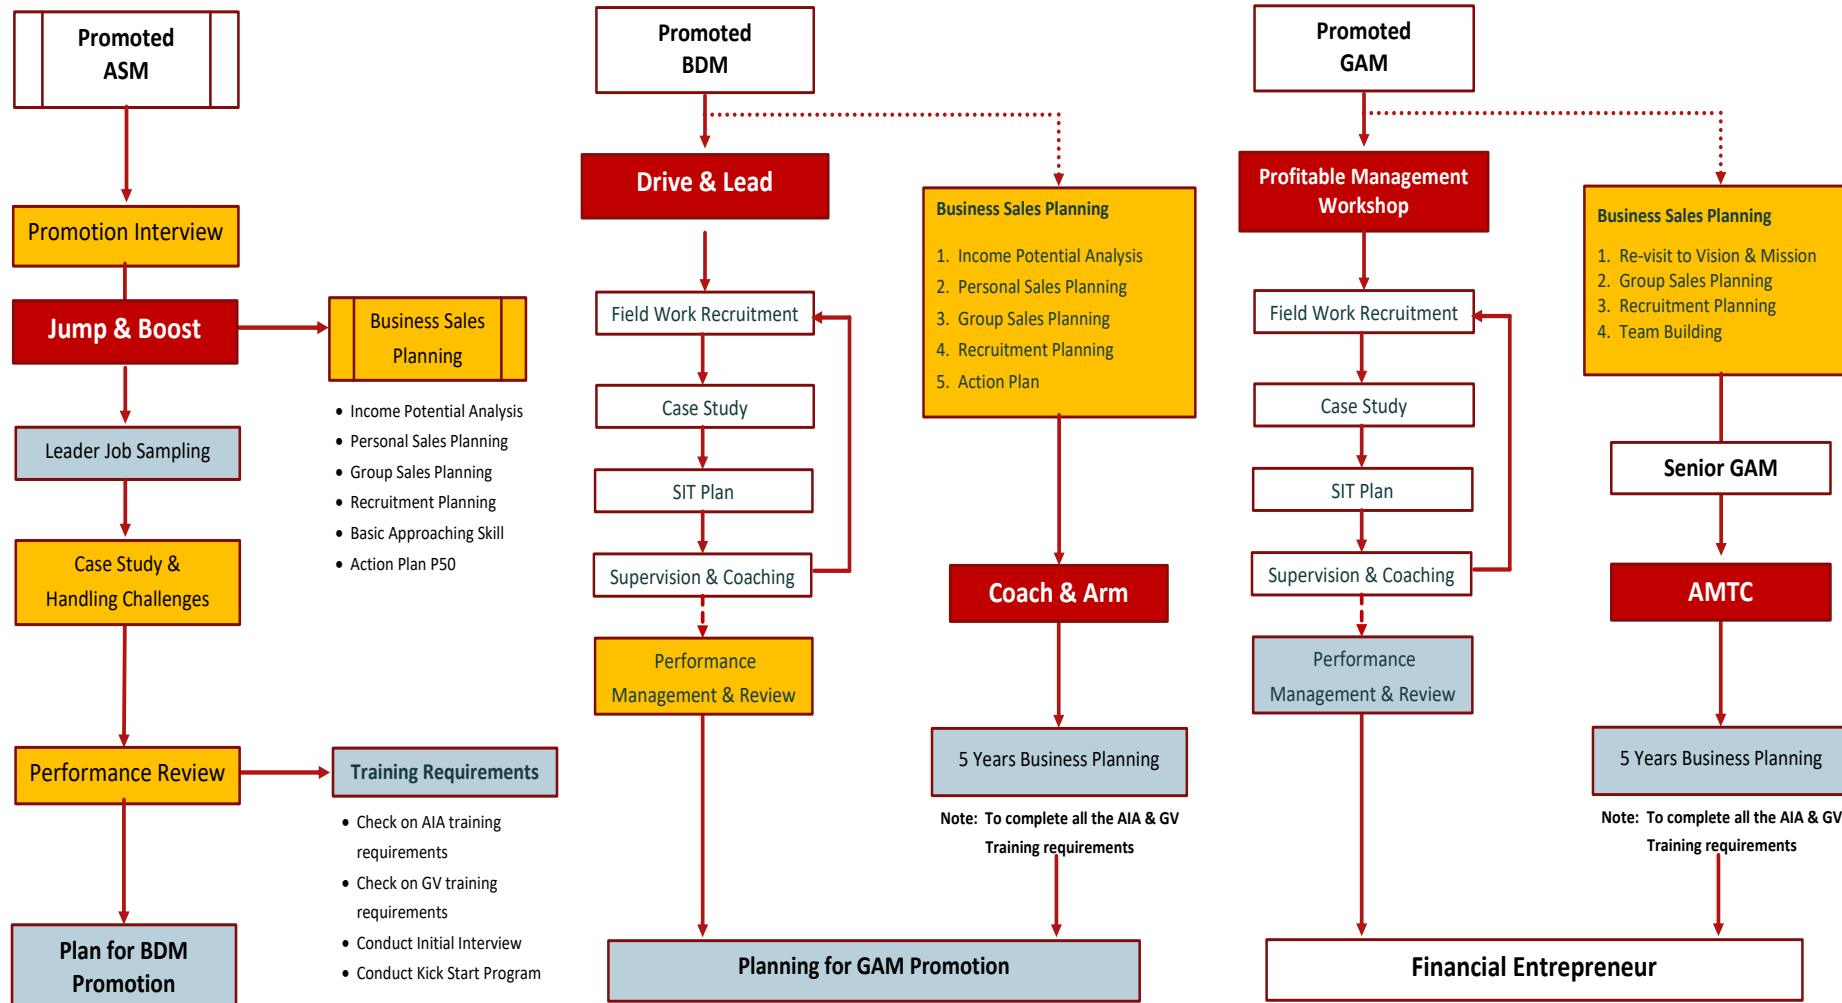 Promoted
ASM
Promotion Interview
Jump & Boost
Business Sales
Planning
• Income Potential Analysis
• Personal Sales Planning
• Group Sales Planning
• Recruitment Planning
• Basic Approaching Skill
• Action Plan P50
Leader Job Sampling
Case Study &
Handling Challenges
Performance Review
Training Requirements
• Check on AIA training
requirements
• Check on GV training
requirements
• Conduct Initial Interview
• Conduct Kick Start Program
Plan for BDM
Promotion
Promoted
BDM
Drive & Lead
Field Work Recruitment
Case Study
SIT Plan
Supervision & Coaching
Performance
Management & Review
Business Sales Planning
1. Income Potential Analysis
2. Personal Sales Planning
3. Group Sales Planning
4. Recruitment Planning
5. Action Plan
Coach & Arm
5 Years Business Planning
Note: To complete all the AIA & GV
Training requirements
Planning for GAM Promotion
Promoted
GAM
Profitable Management
Workshop
Field Work Recruitment
Case Study
SIT Plan
Supervision & Coaching
Performance
Management & Review
Business Sales Planning
1. Re-visit to Vision & Mission
2. Group Sales Planning
3. Recruitment Planning
4. Team Building
Senior GAM
AMTC
5 Years Business Planning
Note: To complete all the AIA & GV
Training requirements
Financial Entrepreneur